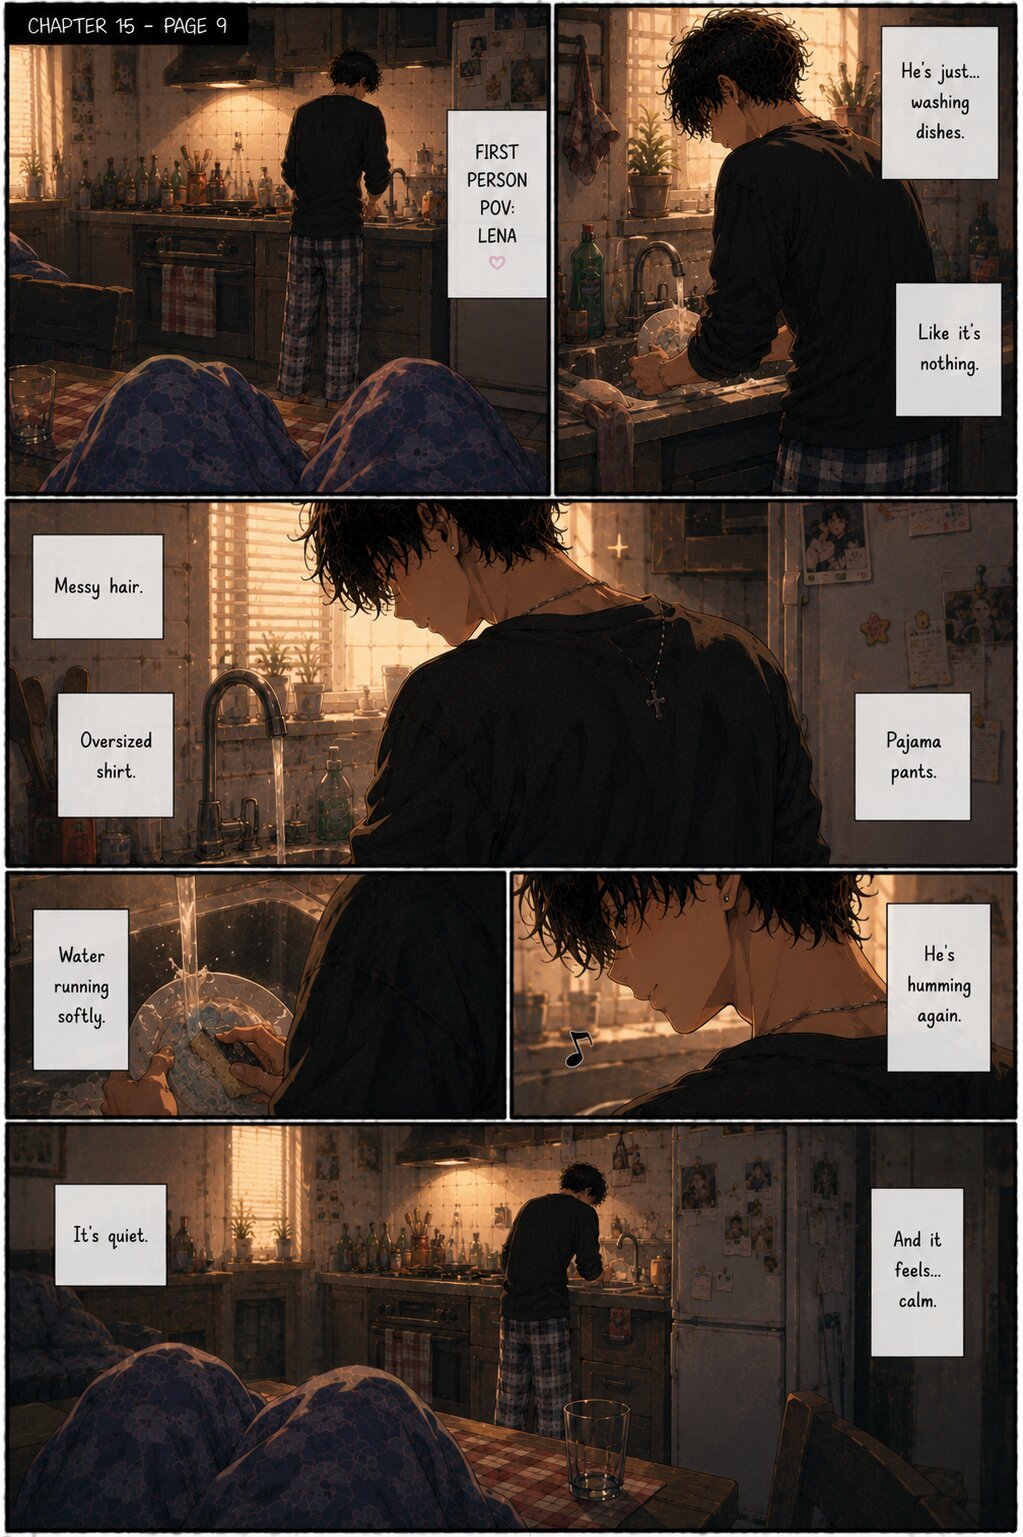 CHAPTER 15 - PAGE 9
FIRST
PERSON
POV:
LENA
He's just...
washing
dishes.
Like it's
nothing.
Messy hair.
Oversized
shirt.
Pajama
pants.
Water
running
softly.
He's
humming
again.
It's quiet.
And it
feels...
calm.